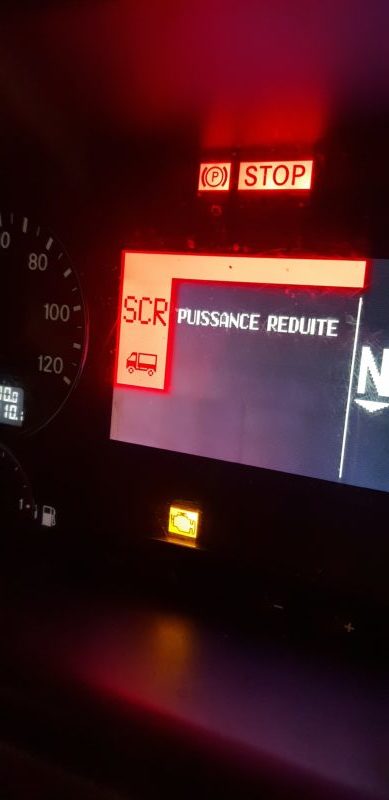 (P) STOP
80
100
120
SCR PUISSANCE REDUITE
N